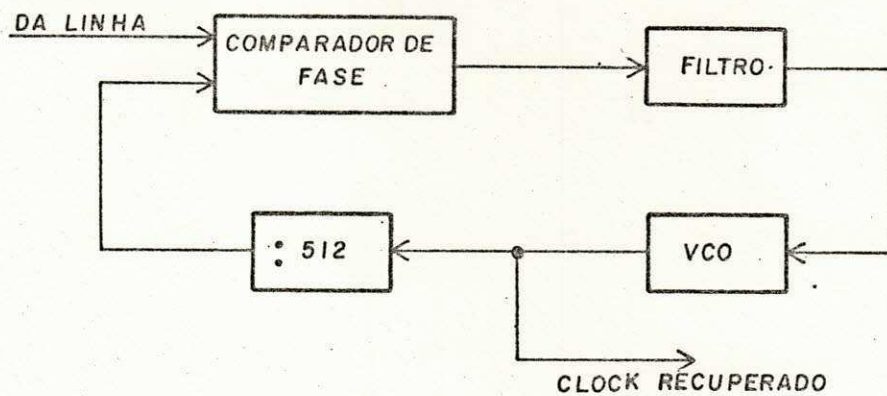 DA LINHA
COMPARADOR DE
FASE
FILTRO.
: 512
VCO
CLOCK RECUPERADO